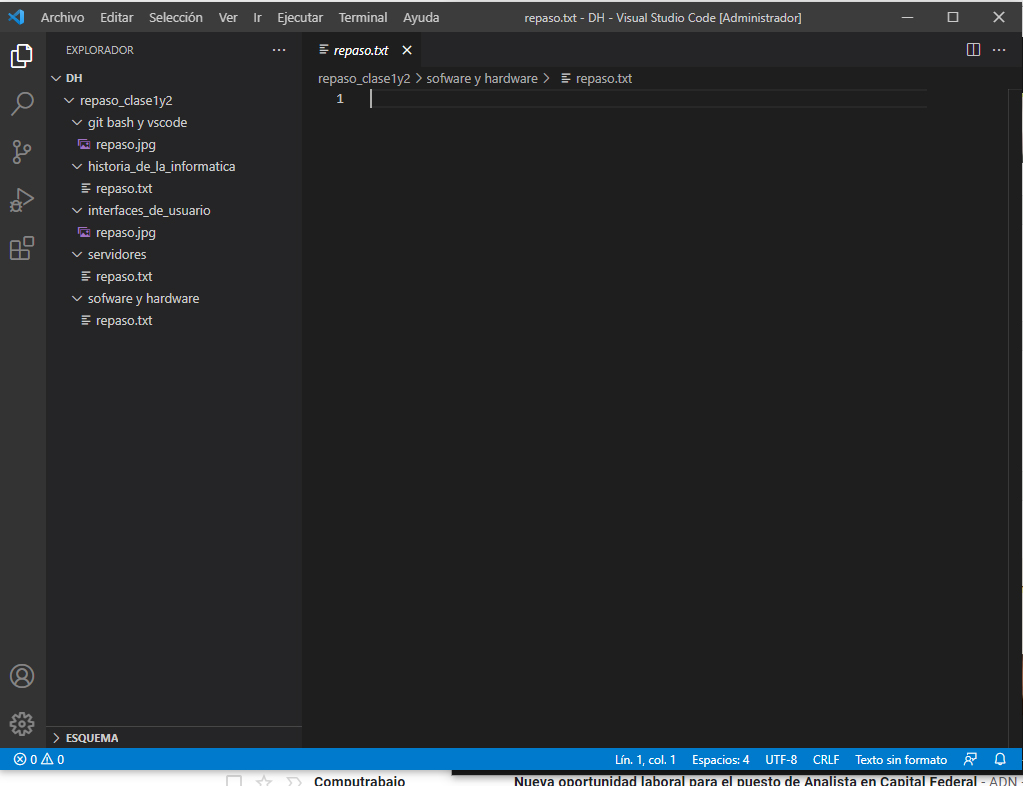 Archivo Editar Selección Ver Ir Ejecutar Terminal Ayuda repaso.txt - DH - Visual Studio Code [Administrador]
EXPLORADOR
DH
repaso_clase1y2
git bash y vscode
repaso.jpg
historia_de_la_informatica
repaso.txt
interfaces_de_usuario
repaso.jpg
servidores
repaso.txt
sofware y hardware
repaso.txt
ESQUEMA
repaso.txt
repaso_clase1y2 > sofware y hardware > repaso.txt
1
0 0 Lín. 1, col. 1 Espacios: 4 UTF-8 CRLF Texto sin formato
Computrabajo Nueva oportunidad laboral para el puesto de Analista en Capital Federal - ADN -